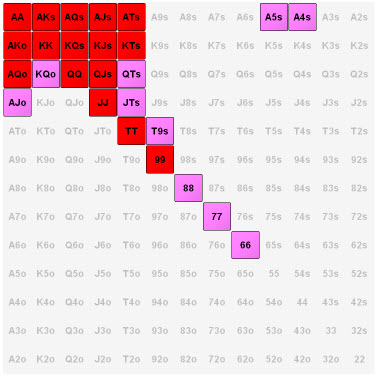 AA AKs AQs AJs ATs A9s A8s A7s A6s A5s A4s A3s A2s
AKo KK KQs KJs KTs K9s K8s K7s K6s K5s K4s K3s K2s
AQo KQo QQ QJs QTs Q9s Q8s Q7s Q6s Q5s Q4s Q3s Q2s
AJo KJo QJo JJ JTs J9s J8s J7s J6s J5s J4s J3s J2s
ATo KTo QTo JTo TT T9s T8s T7s T6s T5s T4s T3s T2s
A9o K9o Q9o J9o T9o 99 98s 97s 96s 95s 94s 93s 92s
A8o K8o Q8o J8o T8o 98o 88 87s 86s 85s 84s 83s 82s
A7o K7o Q7o J7o T7o 97o 87o 77 76s 75s 74s 73s 72s
A6o K6o Q6o J6o T6o 96o 86o 76o 66 65s 64s 63s 62s
A5o K5o Q5o J5o T5o 95o 85o 75o 65o 55 54s 53s 52s
A4o K4o Q4o J4o T4o 94o 84o 74o 64o 54o 44 43s 42s
A3o K3o Q3o J3o T3o 93o 83o 73o 63o 53o 43o 33 32s
A2o K2o Q2o J2o T2o 92o 82o 72o 62o 52o 42o 32o 22